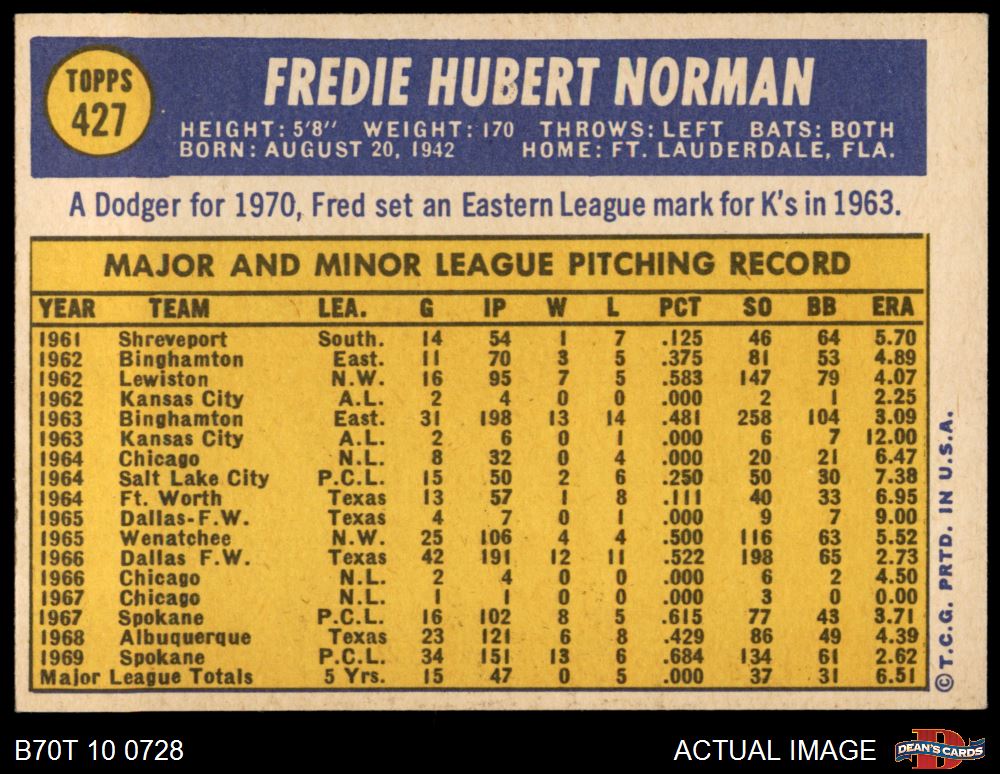 TOPPS
427
FREDIE HUBERT NORMAN
HEIGHT: 5'8" WEIGHT: 170 THROWS: LEFT BATS: BOTH
BORN: AUGUST 20, 1942 HOME: FT. LAUDERDALE, FLA.
A Dodger for 1970, Fred set an Eastern League mark for K's in 1963.
MAJOR AND MINOR LEAGUE PITCHING RECORD
YEAR TEAM LEA. G IP W L PCT SO BB ERA
1961 Shreveport South. 14 54 1 7 .125 46 64 5.70
1962 Binghamton East. 11 70 3 5 .375 81 53 4.89
1962 Lewiston N.W. 16 95 7 5 .583 147 79 4.07
1962 Kansas City A.L. 2 4 0 0 .000 2 1 2.25
1963 Binghamton East. 31 198 13 14 .481 258 104 3.09
1963 Kansas City A.L. 2 6 0 1 .000 6 7 12.00
1964 Chicago N.L. 8 32 0 4 .000 20 21 6.47
1964 Salt Lake City P.C.L. 15 50 2 6 .250 50 30 7.38
1964 Ft. Worth Texas 13 57 1 8 .111 40 33 6.95
1965 Dallas-F.W. Texas 4 7 0 1 .000 9 7 9.00
1965 Wenatchee N.W. 25 106 4 4 .500 116 63 5.52
1966 Dallas F.W. Texas 42 191 12 11 .522 198 65 2.73
1966 Chicago N.L. 2 4 0 0 .000 6 2 4.50
1967 Chicago N.L. 1 1 0 0 .000 3 0 0.00
1967 Spokane P.C.L. 16 102 8 5 .615 77 43 3.71
1968 Albuquerque Texas 23 121 6 8 .429 86 49 4.39
1969 Spokane P.C.L. 34 151 13 6 .684 134 61 2.62
Major League Totals 5 Yrs. 15 47 0 5 .000 37 31 6.51
©T.C.G. PRTD. IN U.S.A.
B70T 10 0728
ACTUAL IMAGE
D
DEAN'S CARDS